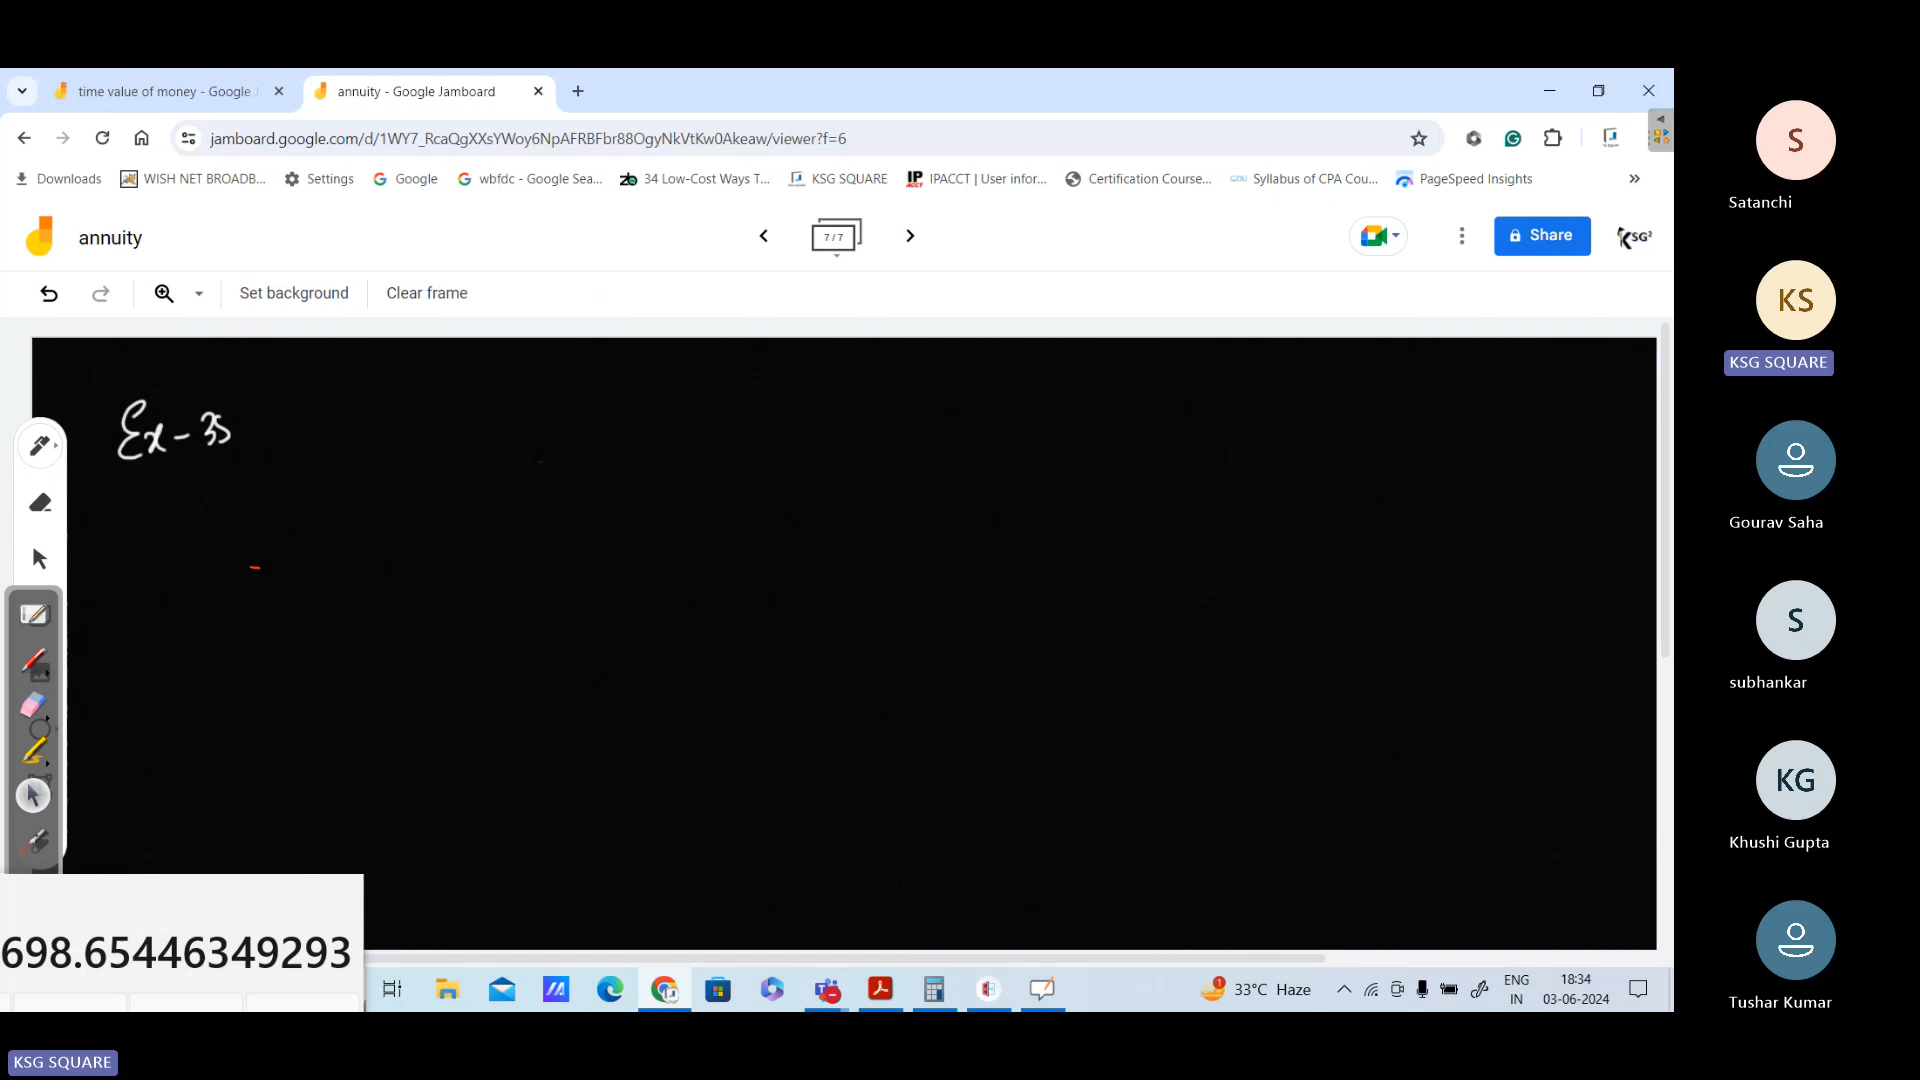 time value of money - Google J
annuity - Google Jamboard
jamboard.google.com/d/1WY7_RcaQgXXsYWoy6NpAFRBFbr88OgyNkVtKw0Akeaw/viewer?f=6
Downloads WISH NET BROADB... Settings Google wbfdc - Google Sea... 34 Low-Cost Ways T... KSG SQUARE IPACCT | User infor... Certification Course... Syllabus of CPA Cou... PageSpeed Insights »
annuity
7 / 7
Share
KSG²
Set background Clear frame
Ex - 35
698.65446349293
1
33°C Haze
ENG
IN
18:34
03-06-2024
S
Satanchi
KS
KSG SQUARE
Gourav Saha
S
subhankar
KG
Khushi Gupta
Tushar Kumar
KSG SQUARE